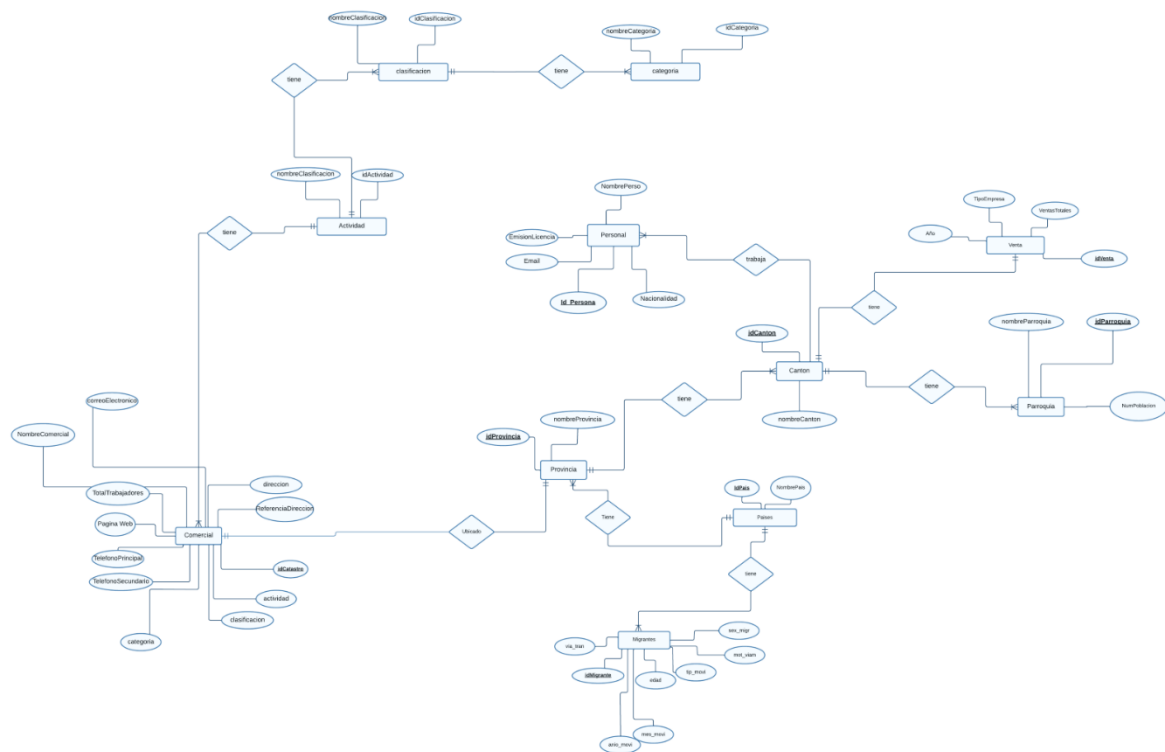 nombreClasificacion
idClasificacion
nombreCategoria
idCategoria
tiene
clasificacion
tiene
categoria
nombreClasificacion
idActividad
tiene
Actividad
NombrePerso
EmisionLicencia
Personal
Email
Id_Persona
Nacionalidad
trabaja
TipoEmpresa
VentasTotales
Año
Venta
idVenta
tiene
nombreParroquia
idParroquia
idCanton
Canton
tiene
Parroquia
NumPoblacion
nombreCanton
tiene
nombreProvincia
idProvincia
Provincia
correoElectronico
NombreComercial
TotalTrabajadores
direccion
Pagina Web
ReferenciaDireccion
Comercial
Ubicado
Tiene
idPais
NombrePais
Paises
TelefonoPrincipal
TelefonoSecundario
idCatastro
actividad
clasificacion
categoria
tiene
sex_migr
via_tran
Migrantes
mot_viam
idMigrante
edad
tip_movi
anio_movi
mes_movi